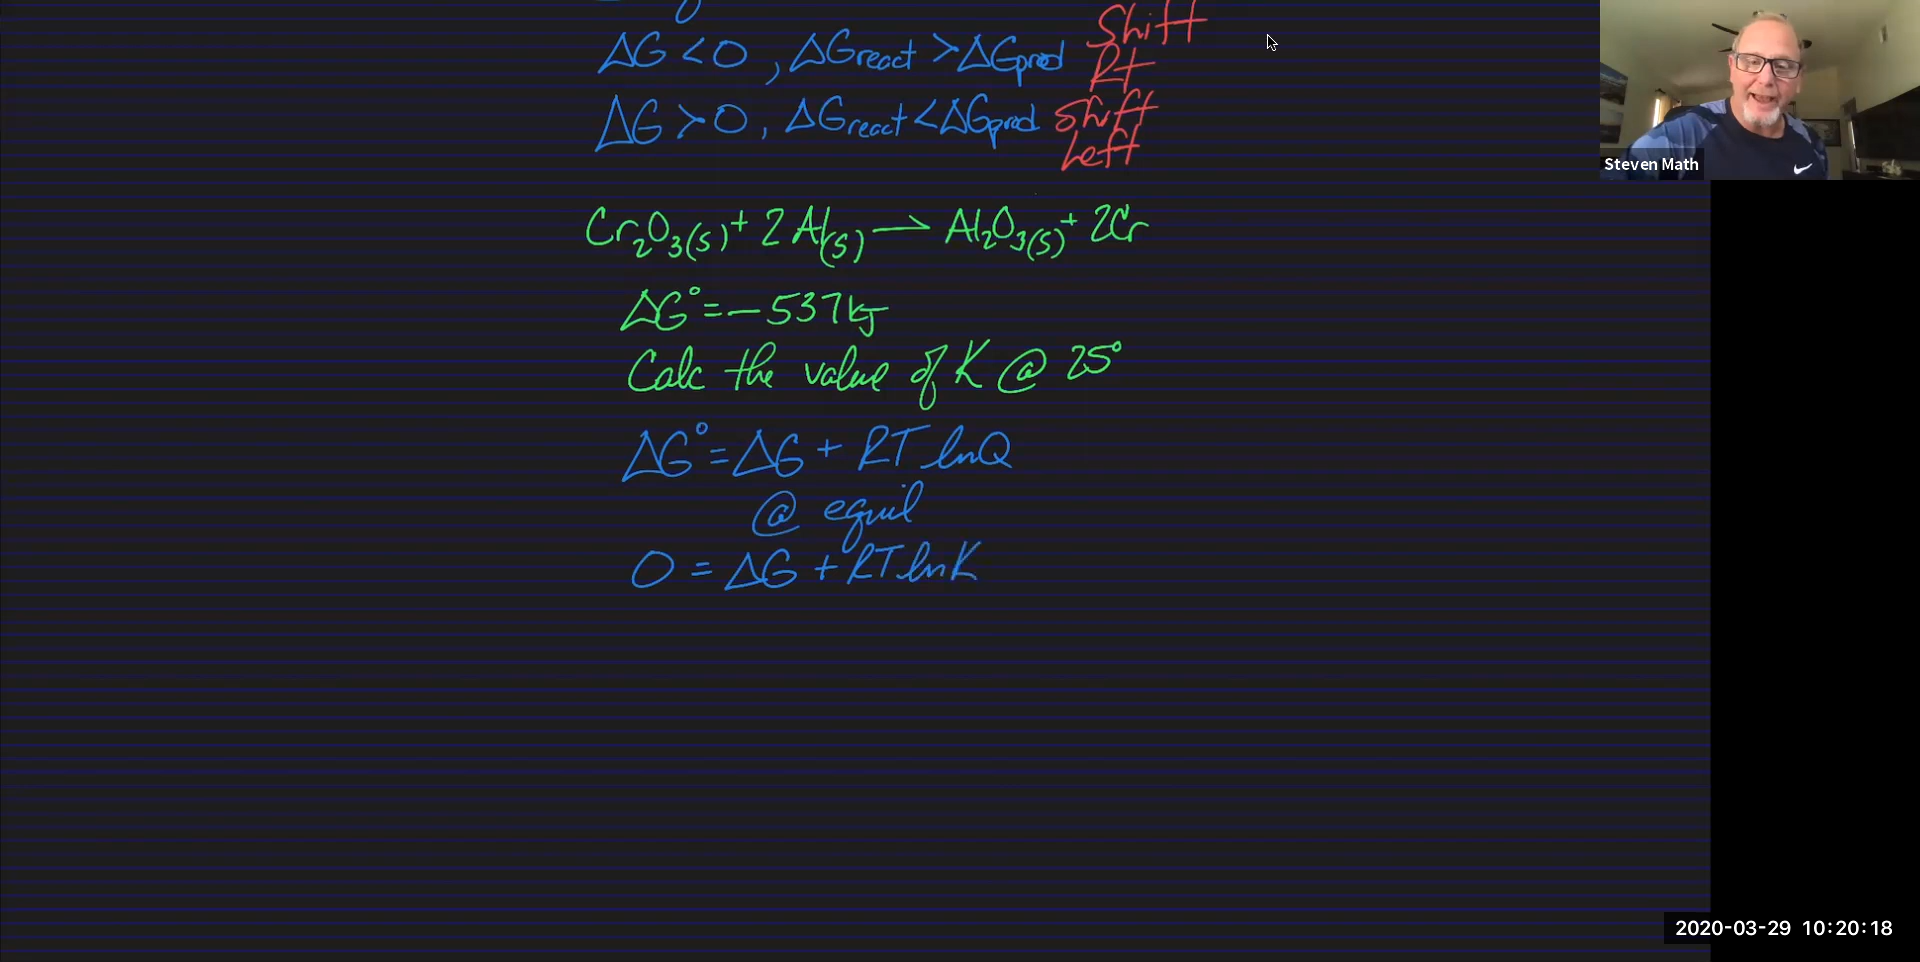 ΔG < 0 , ΔGreact > ΔGprod Shift Rt
ΔG > 0 , ΔGreact < ΔGprod Shift Left
Cr₂O₃(s) + 2 Al(s) → Al₂O₃(s) + 2Cr
ΔG° = – 537 kJ
Calc the value of K @ 25°
ΔG° = ΔG + RT lnQ
@ equil
0 = ΔG + RT lnK
Steven Math
2020-03-29 10:20:18